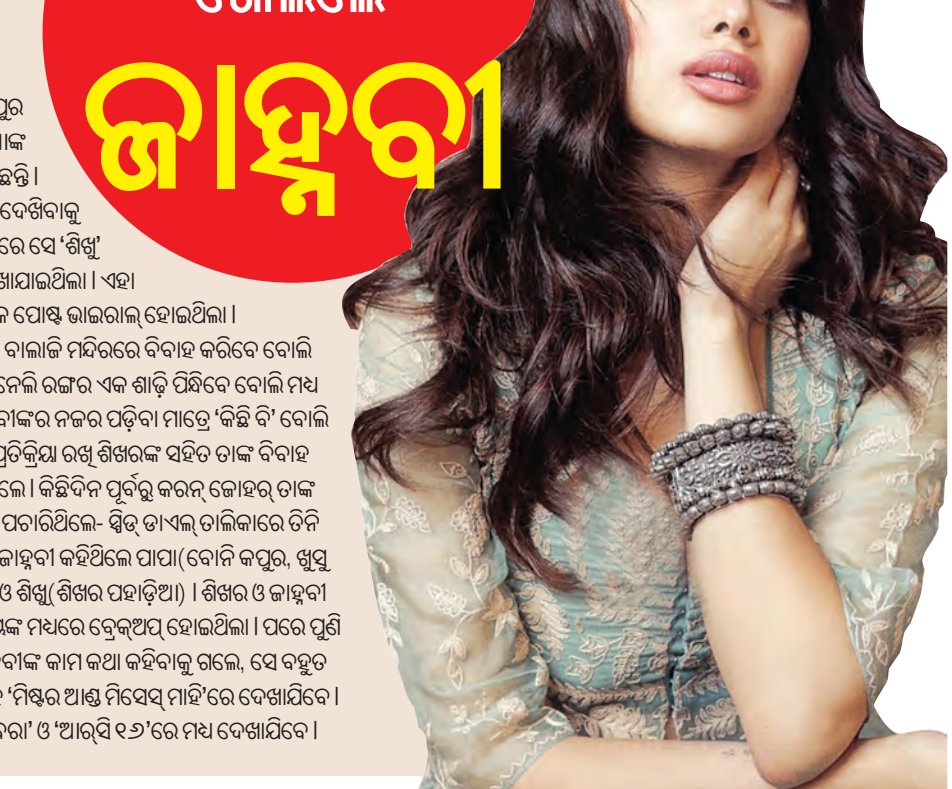 ଜାହ୍ନବୀ
ଛନ୍ତି ।
ଦେଖିବାକୁ
ରେ ସେ ‘ଶିଖୁ’
ଏହା
ପୋଷ୍ଟ ଭାଇରାଲ୍ ହୋଇଥିଲା ।
ବାଲାଜି ମନ୍ଦିରରେ ବିବାହ କରିବେ ବୋଲି
ରଙ୍ଗର ଏକ ଶାଢ଼ି ପିନ୍ଧିବେ ବୋଲି ମଧ୍ୟ
ନଜର ପଡ଼ିବା ମାତ୍ରେ ‘କିଛି ବି’ ବୋଲି
ପ୍ରତିକ୍ରିୟା ରଖି ଶିଖରଙ୍କ ସହିତ ତାଙ୍କ ବିବାହ
। କିଛିଦିନ ପୂର୍ବରୁ କରନ୍ ଜୋହର୍ ତାଙ୍କ
ପଚାରିଥିଲେ- ସ୍ପିଡ୍ ଡାଏଲ୍ ତାଲିକାରେ ତିନି
ଜାହ୍ନବୀ କହିଥିଲେ ପାପା(ବୋନି କପୁର, ଖୁସୁ
ଓ ଶିଖୁ(ଶିଖର ପହାଡ଼ିଆ) । ଶିଖର ଓ ଜାହ୍ନବୀ
ମଧ୍ୟରେ ବ୍ରେକ୍ଅପ୍ ହୋଇଥିଲା । ପରେ ପୁଣି
କାମ କଥା କହିବାକୁ ଗଲେ, ସେ ବହୁତ
‘ମିଷ୍ଟର ଆଣ୍ଡ ମିସେସ୍ ମାହି’ରେ ଦେଖାଯିବେ ।
ଓ ‘ଆର୍‌ସି ୧୬’ରେ ମଧ୍ୟ ଦେଖାଯିବେ ।